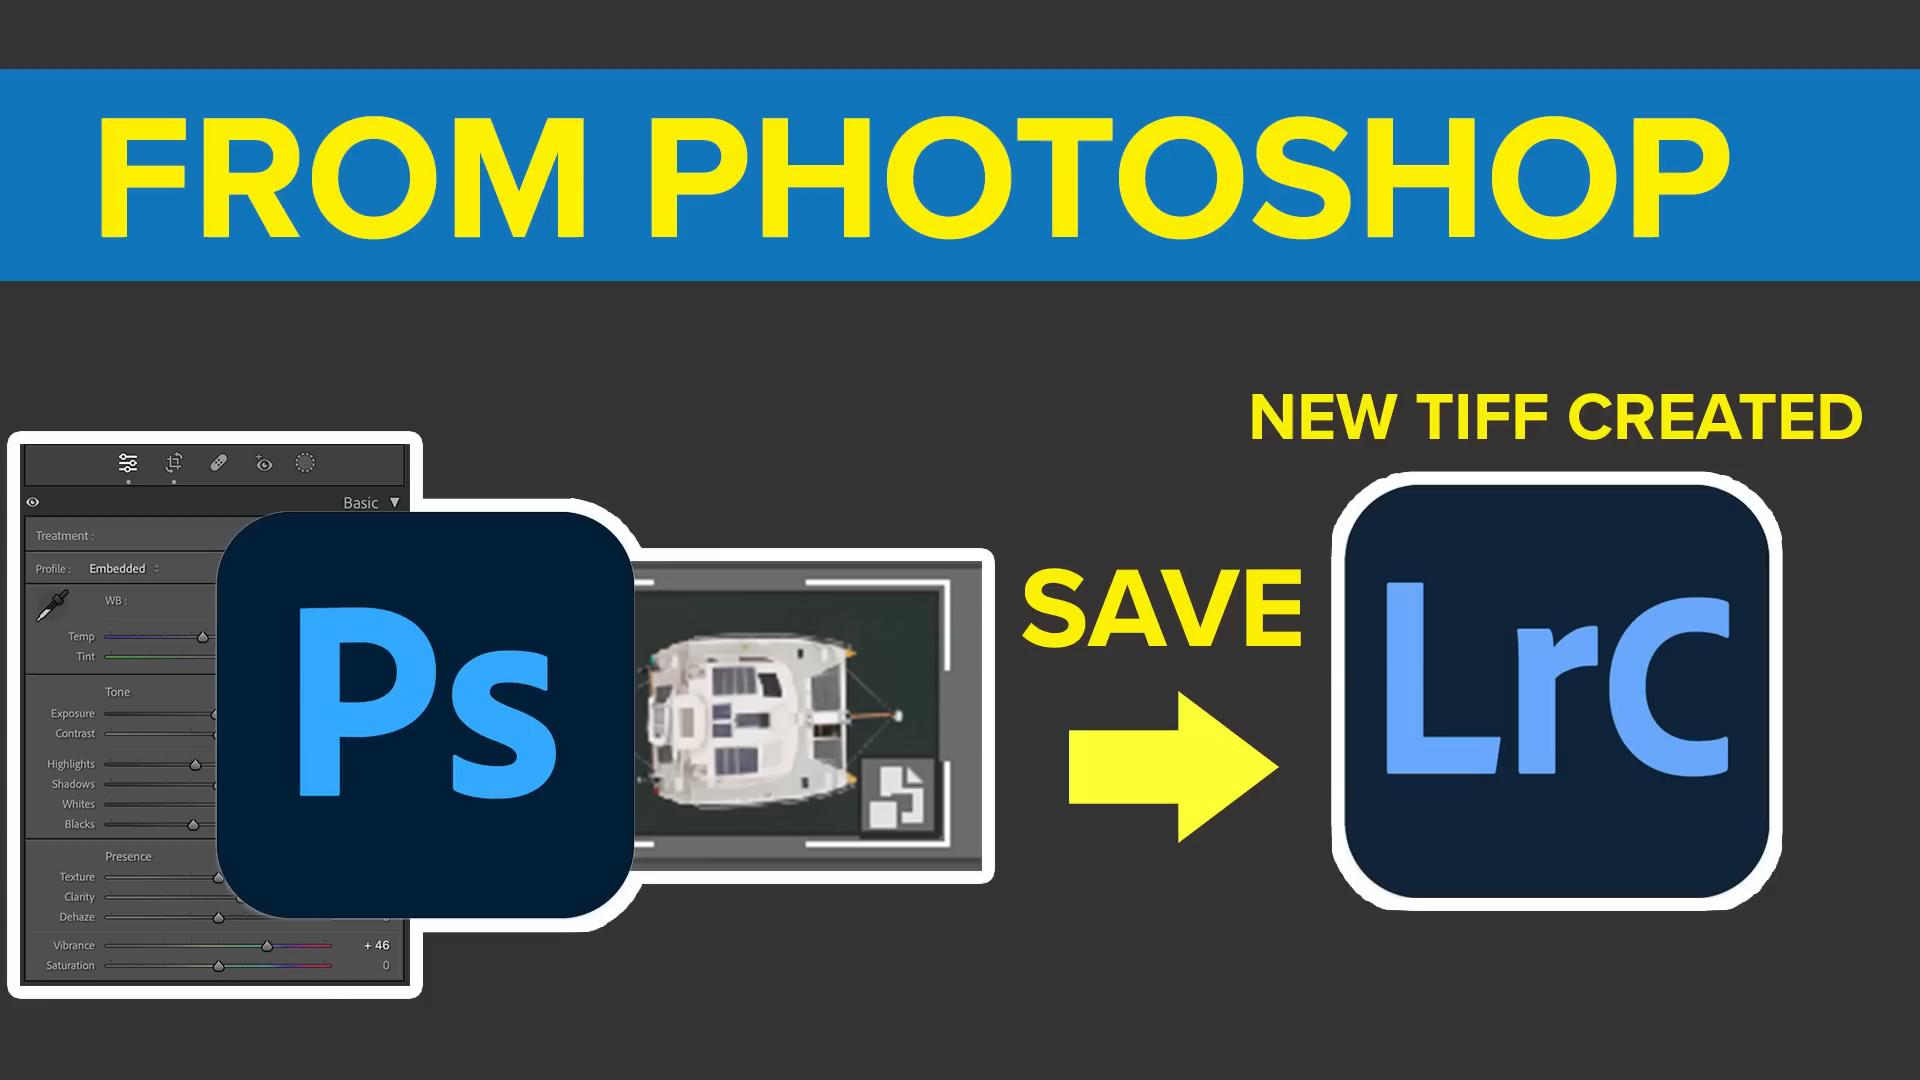 FROM PHOTOSHOP
NEW TIFF CREATED
Basic
Treatment :
Profile : Embedded
WB :
Temp
Tint
Tone
Exposure
Contrast
Highlights
Shadows
Whites
Blacks
Presence
Texture
Clarity
Dehaze
Vibrance + 46
Saturation 0
Ps
SAVE
LrC